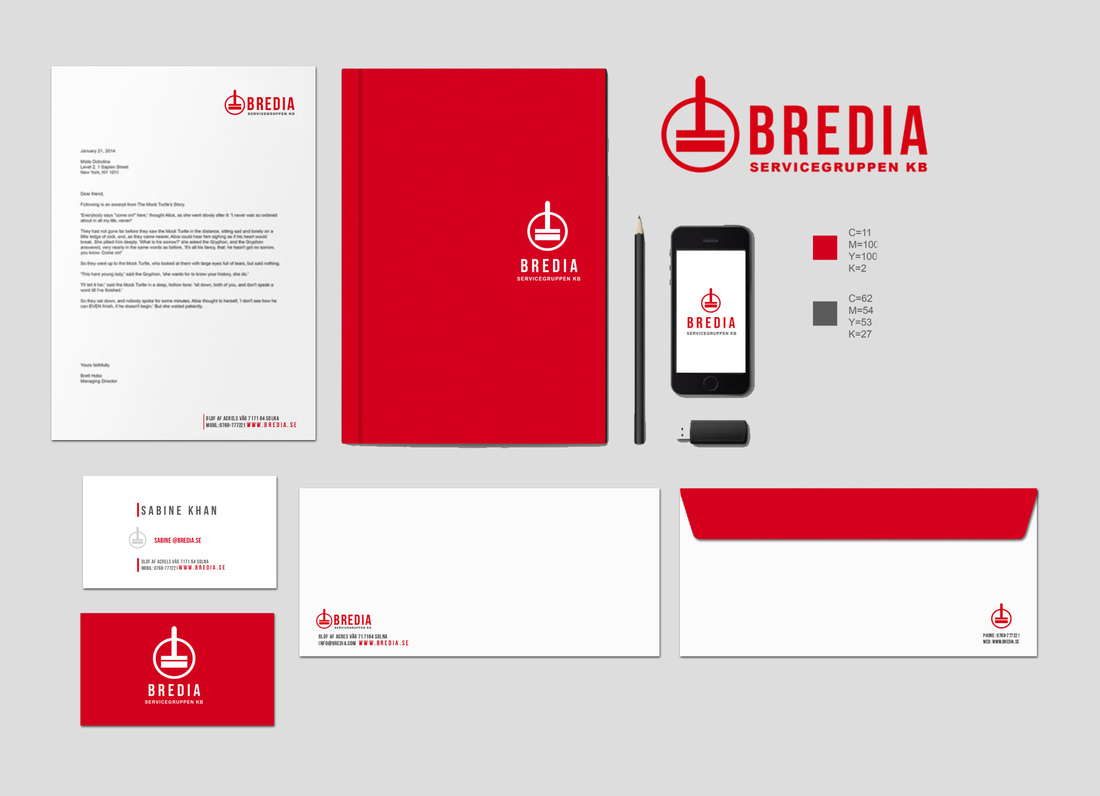 BREDIA
SERVICEGRUPPEN KB
January 21, 2014
Level 2, 1 Saplen Street
New York, NY 1011
Dear friend,
Following is an excerpt from The Mock Turtle's Story.
'Everybody says "come on!" here,' thought Alice, as she went slowly after it: 'I never was so ordered
about in all my life, never!'
They had not gone far before they saw the Mock Turtle in the distance, sitting sad and lonely on a
little ledge of rock, and, as they came nearer, Alice could hear him sighing as if his heart would
break. She pitied him deeply. 'What is his sorrow?' she asked the Gryphon, and the Gryphon
answered, very nearly in the same words as before, 'It's all his fancy, that: he hasn't got no sorrow,
you know. Come on!'
So they went up to the Mock Turtle, who looked at them with large eyes full of tears, but said nothing.
'This here young lady,' said the Gryphon, 'she wants for to know your history, she do.'
'I'll tell it her,' said the Mock Turtle in a deep, hollow tone: 'sit down, both of you, and don't speak a
word till I've finished.'
So they sat down, and nobody spoke for some minutes. Alice thought to herself, 'I don't see how he
can EVEN finish, if he doesn't begin.' But she waited patiently.
Yours faithfully
Brett Hobs
Managing Director
OLOF AF ACRELS VÄG 7 171 64 SOLNA
MOBIL:0760-777221 WWW.BREDIA.SE
BREDIA
SERVICEGRUPPEN KB
BREDIA
SERVICEGRUPPEN KB
BREDIA
SERVICEGRUPPEN KB
C=11
M=100
Y=100
K=2
C=62
M=54
Y=53
K=27
SABINE KHAN
SABINE @BREDIA.SE
OLOF AF ACRELS VÄG 7171 64 SOLNA
MOBIL:0760-777221 WWW.BREDIA.SE
BREDIA
SERVICEGRUPPEN KB
BREDIA
SERVICEGRUPPEN KB
OLOF AF ACRES VÄG 71 7164 SOLNA
INFO@BREDIA.COM WWW.BREDIA.SE
PHONE:0760-777221
WEB:WWW.BREDIA.SE